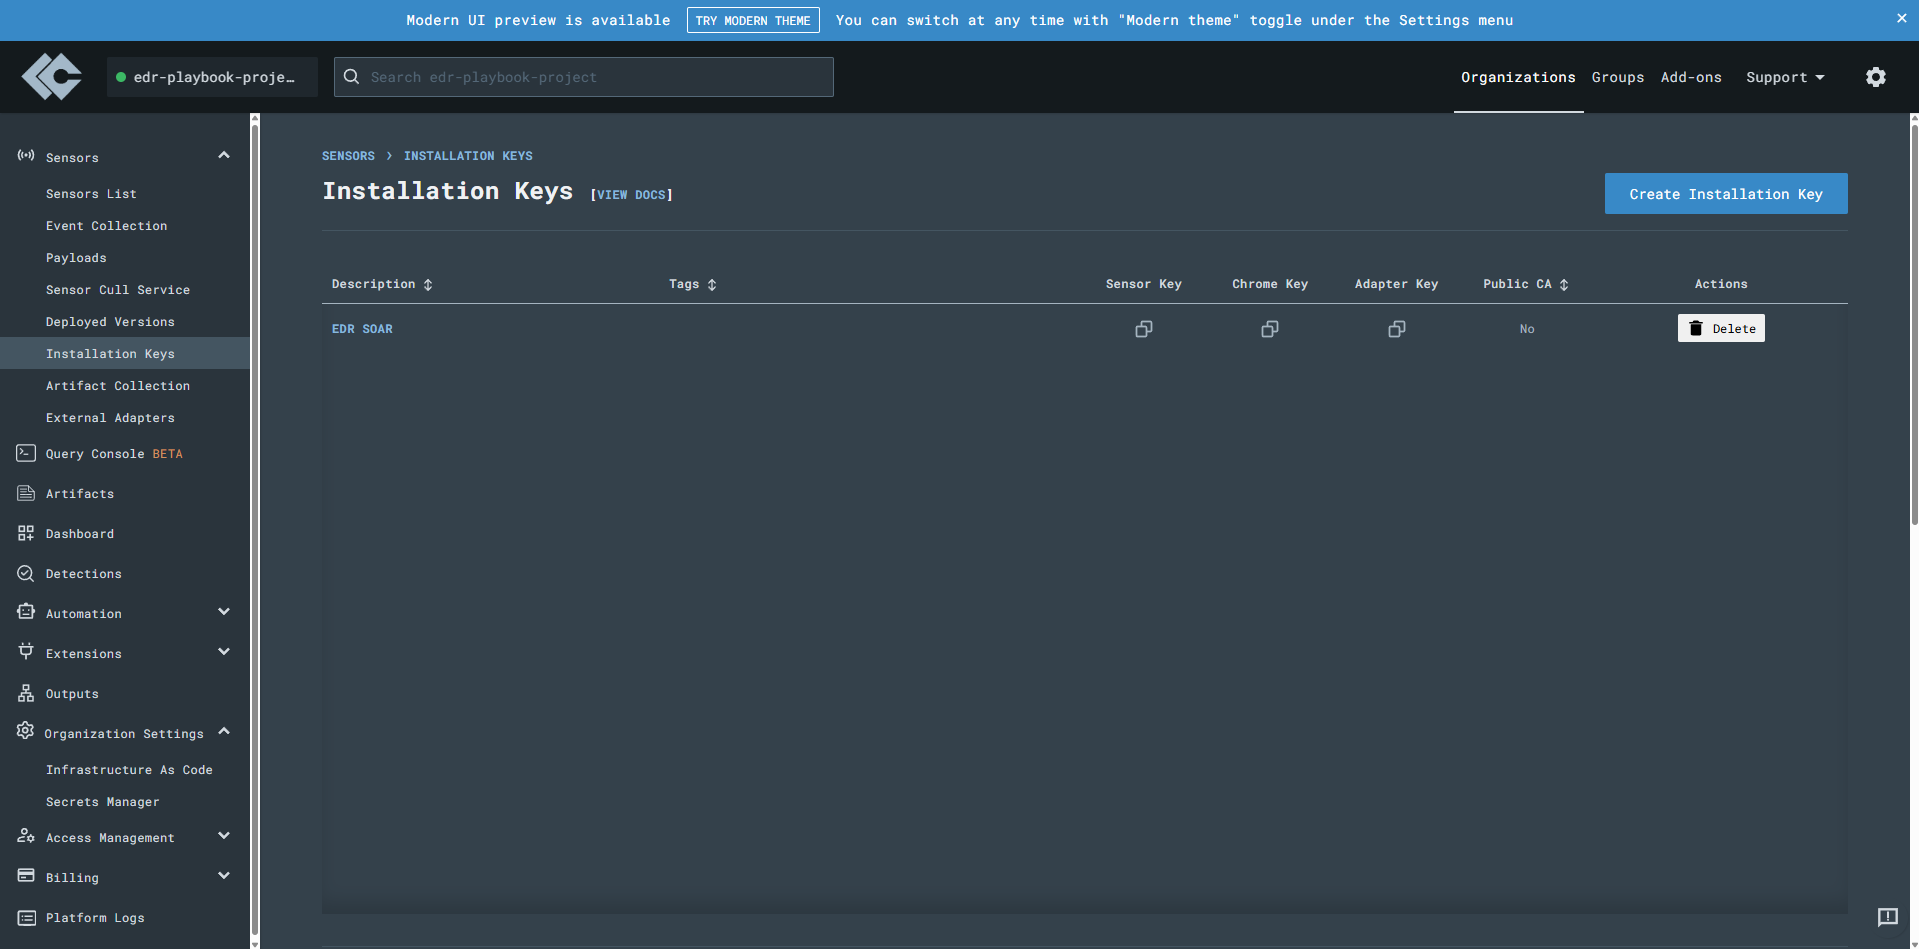 Modern UI preview is available TRY MODERN THEME You can switch at any time with "Modern theme" toggle under the Settings menu
edr-playbook-proje…
Search edr-playbook-project
Organizations Groups Add-ons Support
Sensors
Sensors List
Event Collection
Payloads
Sensor Cull Service
Deployed Versions
Installation Keys
Artifact Collection
External Adapters
Query Console BETA
Artifacts
Dashboard
Detections
Automation
Extensions
Outputs
Organization Settings
Infrastructure As Code
Secrets Manager
Access Management
Billing
Platform Logs
SENSORS > INSTALLATION KEYS
Installation Keys [VIEW DOCS]
Create Installation Key
Description Tags Sensor Key Chrome Key Adapter Key Public CA Actions
EDR SOAR No Delete